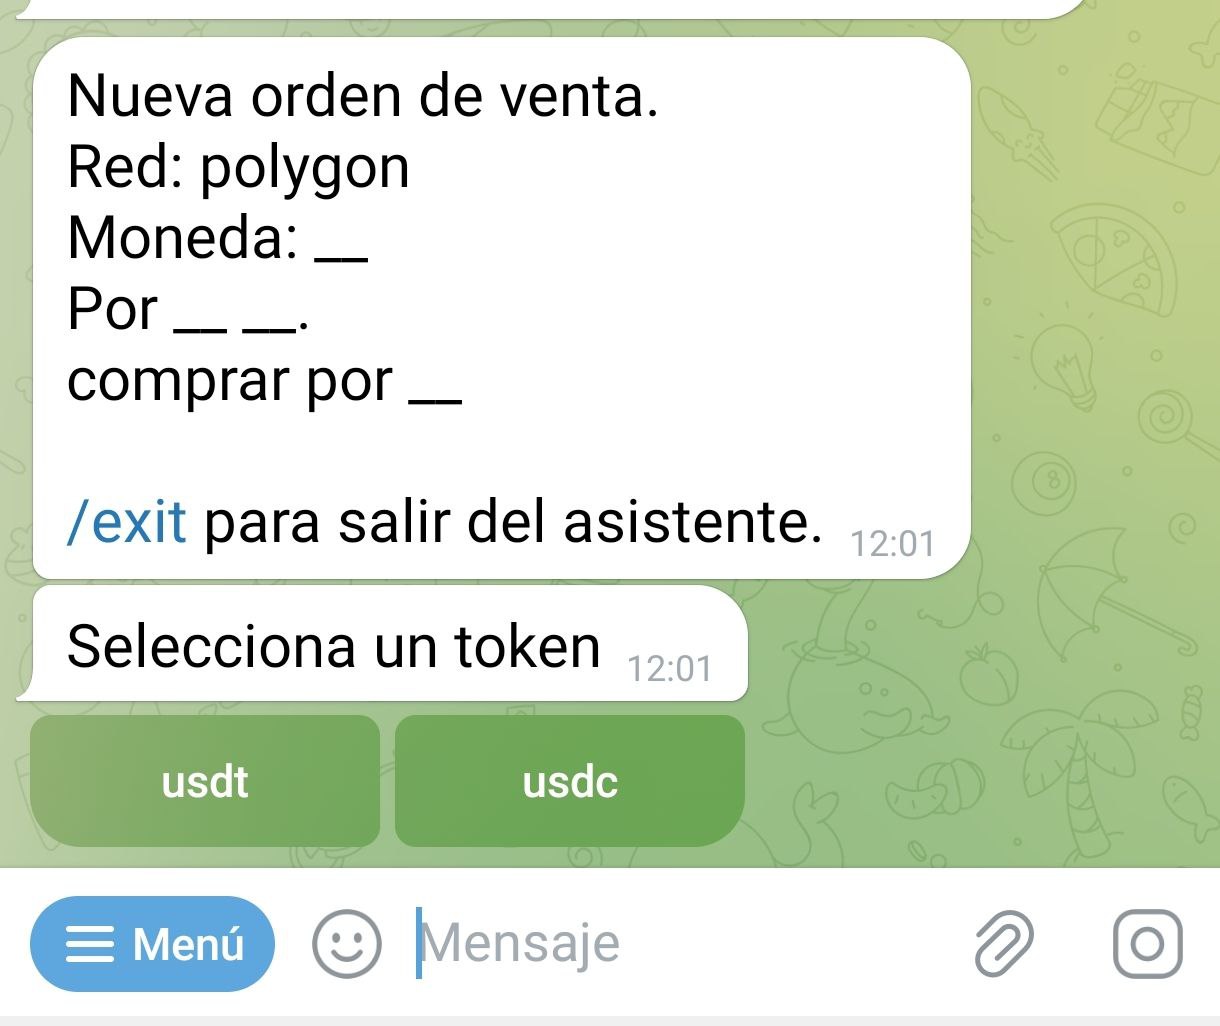 Nueva orden de venta.
Red: polygon
Moneda: __
Por __ __.
comprar por __
/exit para salir del asistente. 12:01
Selecciona un token 12:01
usdt usdc
Menú Mensaje